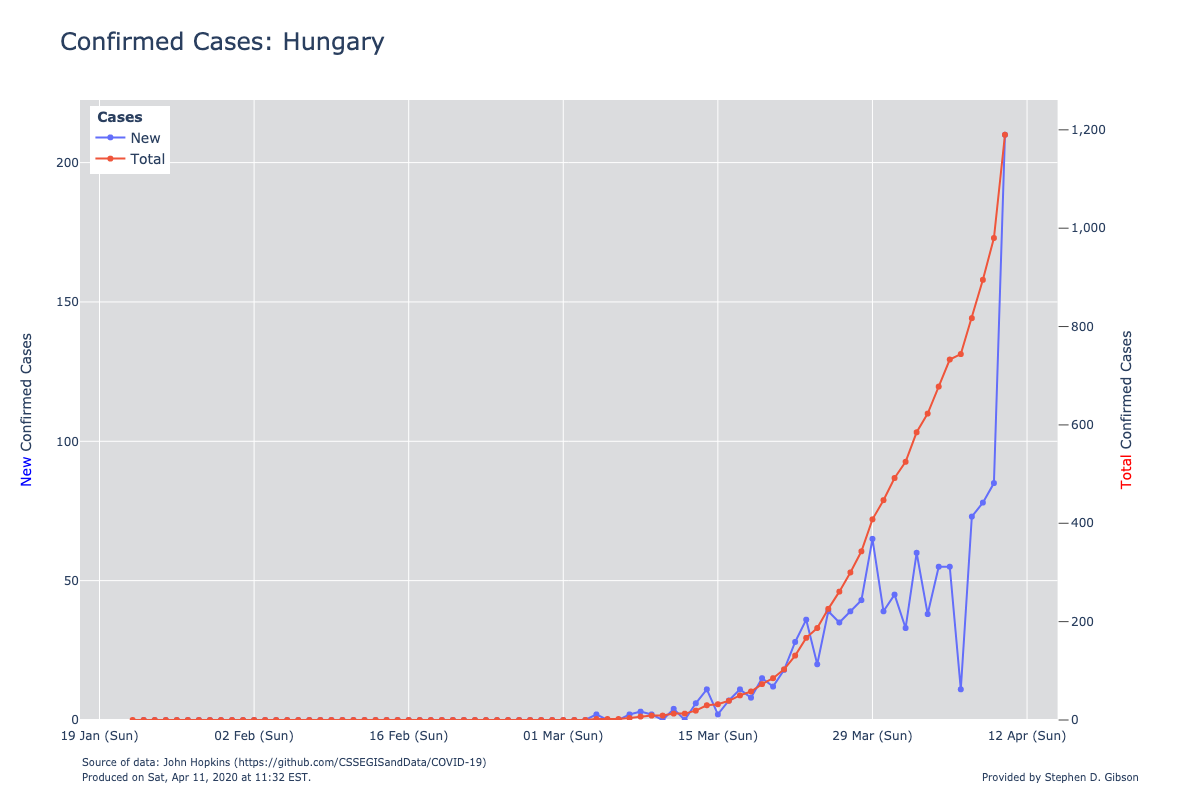 Confirmed Cases: Hungary
Cases
New
Total
200
150
100
50
0
New Confirmed Cases
1,200
1,000
800
600
400
200
0
Total Confirmed Cases
19 Jan (Sun)
02 Feb (Sun)
16 Feb (Sun)
01 Mar (Sun)
15 Mar (Sun)
29 Mar (Sun)
12 Apr (Sun)
Source of data: John Hopkins (https://github.com/CSSEGISandData/COVID-19)
Produced on Sat, Apr 11, 2020 at 11:32 EST.
Provided by Stephen D. Gibson